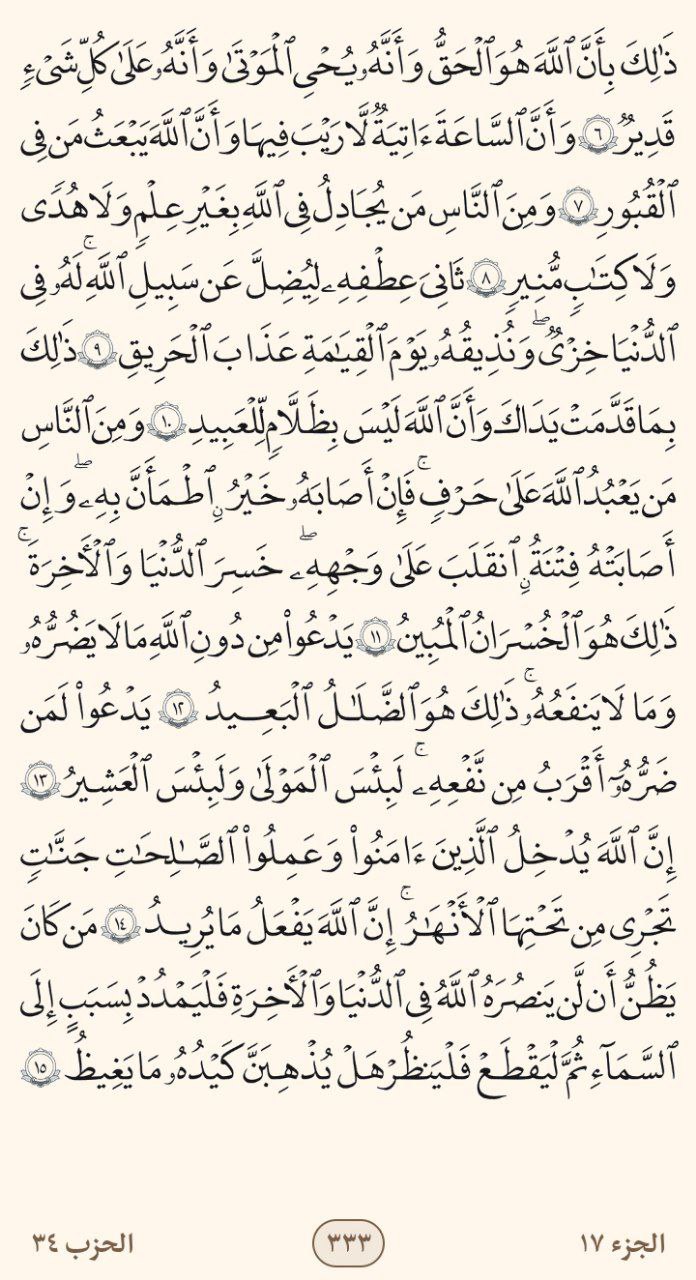 ذَٰلِكَ بِأَنَّ ٱللَّهَ هُوَ ٱلْحَقُّ وَأَنَّهُۥ يُحْىِ ٱلْمَوْتَىٰ وَأَنَّهُۥ عَلَىٰ كُلِّ شَىْءٍۢ
قَدِيرٌۭ ٦ وَأَنَّ ٱلسَّاعَةَ ءَاتِيَةٌۭ لَّا رَيْبَ فِيهَا وَأَنَّ ٱللَّهَ يَبْعَثُ مَن فِى
ٱلْقُبُورِ ٧ وَمِنَ ٱلنَّاسِ مَن يُجَـٰدِلُ فِى ٱللَّهِ بِغَيْرِ عِلْمٍۢ وَلَا هُدًۭى
وَلَا كِتَـٰبٍۢ مُّنِيرٍۢ ٨ ثَانِىَ عِطْفِهِۦ لِيُضِلَّ عَن سَبِيلِ ٱللَّهِ ۚ لَهُۥ فِى
ٱلدُّنْيَا خِزْىٌۭ ۖ وَنُذِيقُهُۥ يَوْمَ ٱلْقِيَـٰمَةِ عَذَابَ ٱلْحَرِيقِ ٩ ذَٰلِكَ
بِمَا قَدَّمَتْ يَدَاكَ وَأَنَّ ٱللَّهَ لَيْسَ بِظَلَّـٰمٍۢ لِّلْعَبِيدِ ١٠ وَمِنَ ٱلنَّاسِ
مَن يَعْبُدُ ٱللَّهَ عَلَىٰ حَرْفٍۢ ۖ فَإِنْ أَصَابَهُۥ خَيْرٌ ٱطْمَأَنَّ بِهِۦ ۖ وَإِنْ
أَصَابَتْهُ فِتْنَةٌ ٱنقَلَبَ عَلَىٰ وَجْهِهِۦ ۖ خَسِرَ ٱلدُّنْيَا وَٱلْـَٔاخِرَةَ ۚ
ذَٰلِكَ هُوَ ٱلْخُسْرَانُ ٱلْمُبِينُ ١١ يَدْعُوا۟ مِن دُونِ ٱللَّهِ مَا لَا يَضُرُّهُۥ
وَمَا لَا يَنفَعُهُۥ ۚ ذَٰلِكَ هُوَ ٱلضَّلَـٰلُ ٱلْبَعِيدُ ١٢ يَدْعُوا۟ لَمَن
ضَرُّهُۥٓ أَقْرَبُ مِن نَّفْعِهِۦ ۚ لَبِئْسَ ٱلْمَوْلَىٰ وَلَبِئْسَ ٱلْعَشِيرُ ١٣
إِنَّ ٱللَّهَ يُدْخِلُ ٱلَّذِينَ ءَامَنُوا۟ وَعَمِلُوا۟ ٱلصَّـٰلِحَـٰتِ جَنَّـٰتٍۢ
تَجْرِى مِن تَحْتِهَا ٱلْأَنْهَـٰرُ ۚ إِنَّ ٱللَّهَ يَفْعَلُ مَا يُرِيدُ ١٤ مَن كَانَ
يَظُنُّ أَن لَّن يَنصُرَهُ ٱللَّهُ فِى ٱلدُّنْيَا وَٱلْـَٔاخِرَةِ فَلْيَمْدُدْ بِسَبَبٍ إِلَى
ٱلسَّمَآءِ ثُمَّ لْيَقْطَعْ فَلْيَنظُرْ هَلْ يُذْهِبَنَّ كَيْدُهُۥ مَا يَغِيظُ ١٥
الجزء ١٧
٣٣٣
الحزب ٣٤